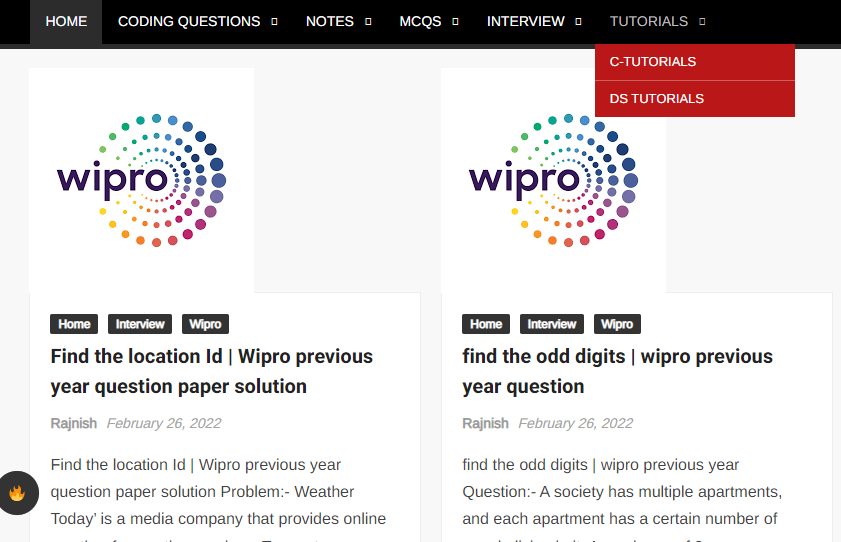 HOME CODING QUESTIONS NOTES MCQS INTERVIEW TUTORIALS
C-TUTORIALS
DS TUTORIALS
wipro
Home Interview Wipro
Find the location Id | Wipro previous
year question paper solution
Rajnish February 26, 2022
Find the location Id | Wipro previous year
question paper solution Problem:- Weather
Today’ is a media company that provides online
wipro
Home Interview Wipro
find the odd digits | wipro previous
year question
Rajnish February 26, 2022
find the odd digits | wipro previous year
Question:- A society has multiple apartments,
and each apartment has a certain number of